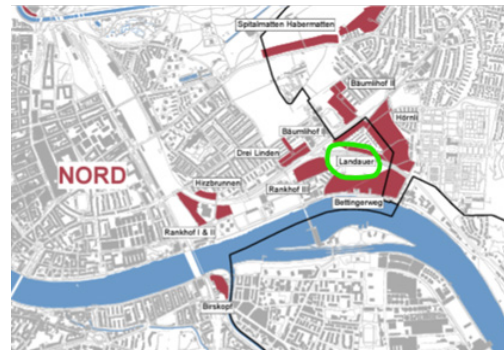 Spitalmatten Habermatten
Bäumlihof II
Hörnli
Bäumlihof I
Drei Linden
Landauer
NORD
Hirzbrunnen
Rankhof III
Bettingerweg
Rankhof I & II
Birskopf